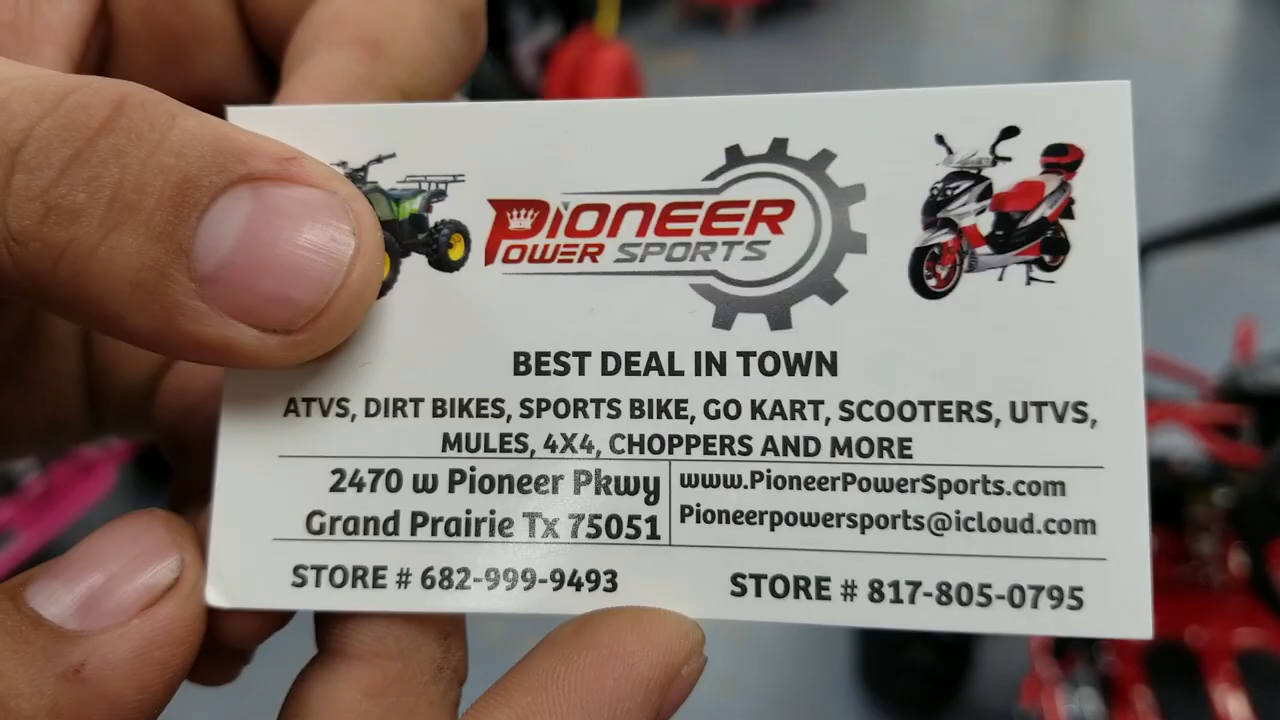 PiONEER
POWER SPORTS
BEST DEAL IN TOWN
ATVS, DIRT BIKES, SPORTS BIKE, GO KART, SCOOTERS, UTVS,
MULES, 4X4, CHOPPERS AND MORE
2470 w Pioneer Pkwy
Grand Prairie Tx 75051
www.PioneerPowerSports.com
Pioneerpowersports@icloud.com
STORE # 682-999-9493
STORE # 817-805-0795